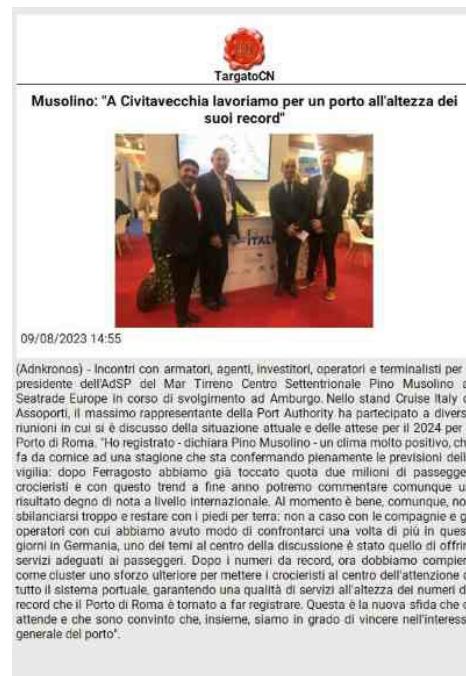 TargatoCN
Musolino: "A Civitavecchia lavoriamo per un porto all'altezza dei
suoi record"
ITALY
09/08/2023 14:55
(Adnkronos) - Incontri con armatori, agenti, investitori, operatori e terminalisti per
presidente dell'AdSP del Mar Tirreno Centro Settentrionale Pino Musolino a
Seatrade Europe in corso di svolgimento ad Amburgo. Nello stand Cruise Italy d
Assoporti, il massimo rappresentante della Port Authority ha partecipato a divers
riunioni in cui si è discusso della situazione attuale e delle attese per il 2024 per
Porto di Roma. "Ho registrato - dichiara Pino Musolino - un clima molto positivo, ch
fa da cornice ad una stagione che sta confermando pienamente le previsioni dell
vigilia: dopo Ferragosto abbiamo già toccato quota due milioni di passegge
crocieristi e con questo trend a fine anno potremo commentare comunque u
risultato degno di nota a livello internazionale. Al momento è bene, comunque, no
sbilanciarsi troppo e restare con i piedi per terra: non a caso con le compagnie e g
operatori con cui abbiamo avuto modo di confrontarci una volta di più in quest
giorni in Germania, uno dei temi al centro della discussione è stato quello di offrir
servizi adeguati ai passeggeri. Dopo i numeri da record, ora dobbiamo compier
come cluster uno sforzo ulteriore per mettere i crocieristi al centro dell'attenzione d
tutto il sistema portuale, garantendo una qualità di servizi all'altezza dei numeri d
record che il Porto di Roma è tornato a far registrare. Questa è la nuova sfida che c
attende e che sono convinto che, insieme, siamo in grado di vincere nell'interess
generale del porto".